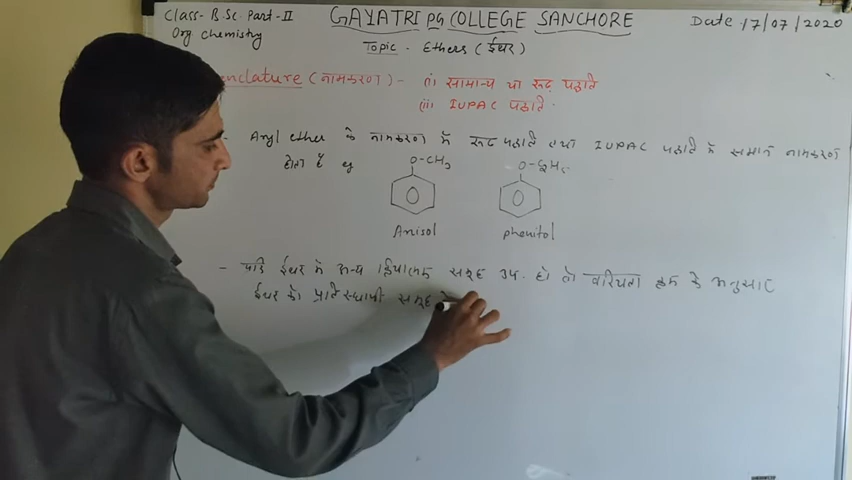 Class- B.Sc. Part-II
GAYATRI PG COLLEGE SANCHORE
Date 17/07/2020
Org chemistry
Topic - Ethers (ईथर)
nclature (नामकरण) - (i) सामान्य या रूढ़ पद्धति
(ii) IUPAC पद्धति
- Aryl ether के नामकरण में रूढ़ पद्धति तथा IUPAC पद्धति में समान नामकरण
होता है eg
O-CH3
O-C2H5
Anisol
phenitol
- यदि ईथर में अन्य क्रियात्मक समूह उप. हो तो वरियता क्रम के अनुसार
ईथर को प्रतिस्थापी समूह